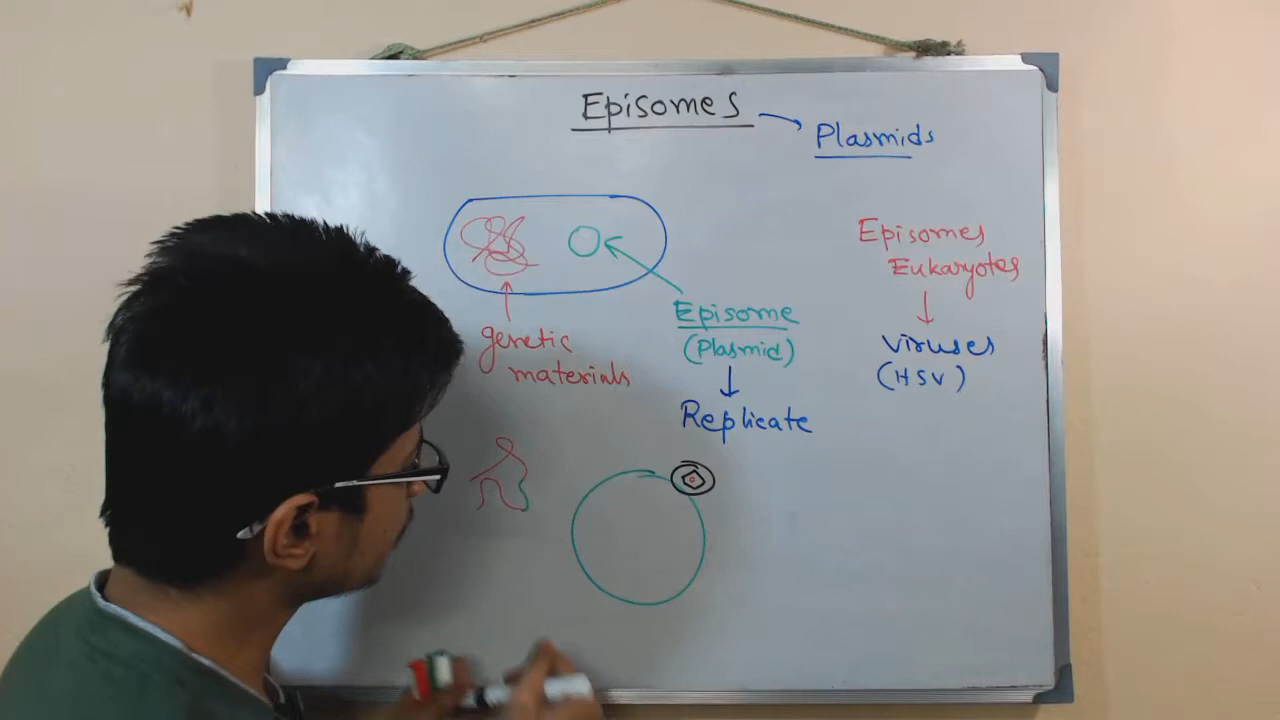 Episomes
Plasmids
genetic
materials
Episome
(Plasmid)
Replicate
Episomes
Eukaryotes
viruses
(HSV)